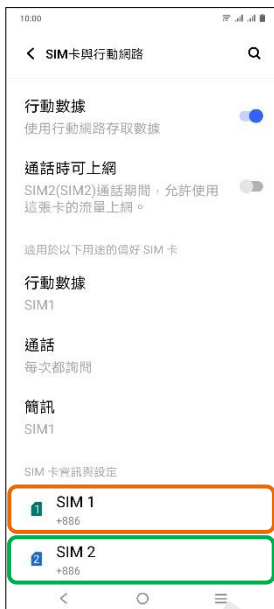 10:00
SIM卡與行動網路
行動數據
使用行動網路存取數據
通話時可上網
SIM2(SIM2)通話期間，允許使用
這張卡的流量上網。
適用於以下用途的偏好 SIM 卡
行動數據
SIM1
通話
每次都詢問
簡訊
SIM1
SIM 卡資訊與設定
1 SIM 1
+886
2 SIM 2
+886